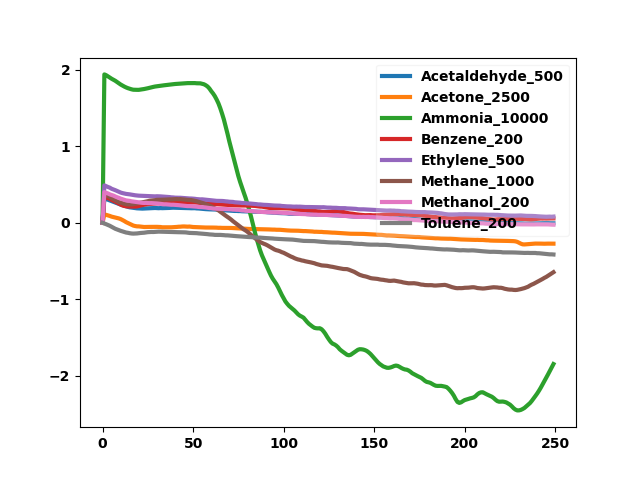 2
1
0
−1
−2
0
50
100
150
200
250
Acetaldehyde_500
Acetone_2500
Ammonia_10000
Benzene_200
Ethylene_500
Methane_1000
Methanol_200
Toluene_200